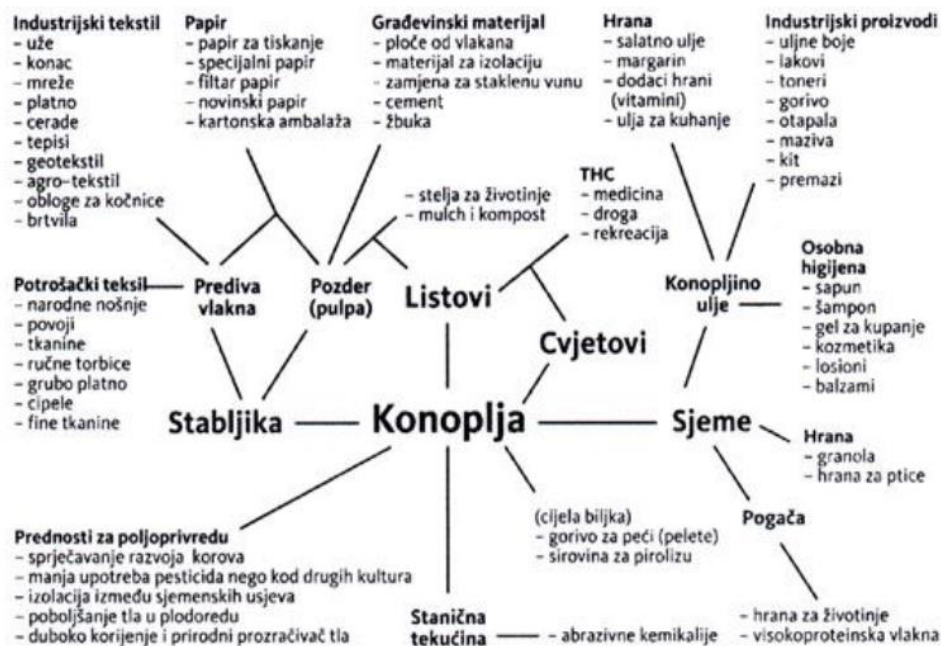 Industrijski tekstil
– uže
– konac
– mreže
– platno
– cerade
– tepisi
– geotekstil
– agro-tekstil
– obloge za kočnice
– brtvila
Papir
– papir za tiskanje
– specijalni papir
– filtar papir
– novinski papir
– kartonska ambalaža
Građevinski materijal
– ploče od vlakana
– materijal za izolaciju
– zamjena za staklenu vunu
– cement
– žbuka
Hrana
– salatno ulje
– margarin
– dodaci hrani
(vitamini)
– ulja za kuhanje
Industrijski proizvodi
– uljne boje
– lakovi
– toneri
– gorivo
– otapala
– maziva
– kit
– premazi
– stelja za životinje
– mulch i kompost
THC
– medicina
– droga
– rekreacija
Potrošački teksil
– narodne nošnje
– povoji
– tkanine
– ručne torbice
– grubo platno
– cipele
– fine tkanine
Prediva
vlakna
Pozder
(pulpa)
Listovi
Cvjetovi
Konopljino
ulje
Osobna
higijena
– sapun
– šampon
– gel za kupanje
– kozmetika
– losioni
– balzami
Stabljika
Konoplja
Sjeme
Hrana
– granola
– hrana za ptice
Prednosti za poljoprivredu
– sprječavanje razvoja korova
– manja upotreba pesticida nego kod drugih kultura
– izolacija između sjemenskih usjeva
– poboljšanje tla u plodoredu
– duboko korijenje i prirodni prozračivač tla
(cijela biljka)
– gorivo za peći (pelete)
– sirovina za pirolizu
Pogača
Stanična
tekućina
– abrazivne kemikalije
– hrana za životinje
– visokoproteinska vlakna